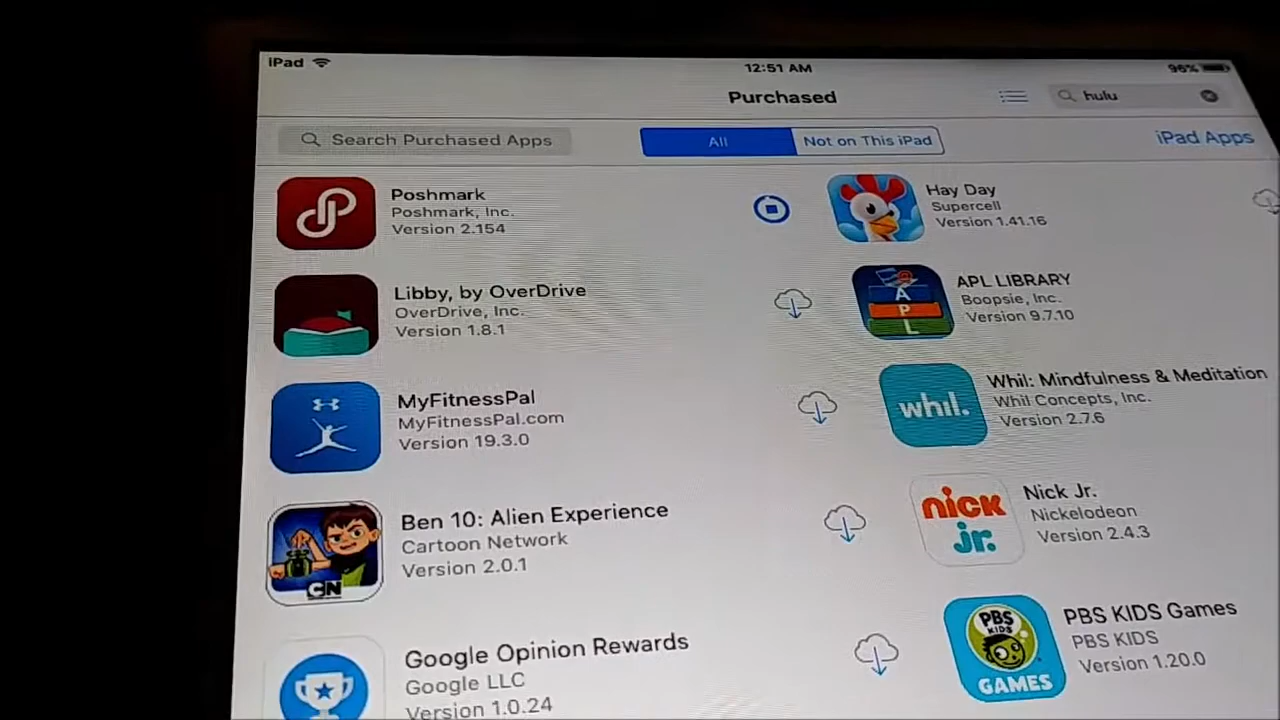 iPad
12:51 AM
96%
Purchased
hulu
Search Purchased Apps
All
Not on This iPad
iPad Apps
Poshmark
Poshmark, Inc.
Version 2.154
Hay Day
Supercell
Version 1.41.16
Libby, by OverDrive
OverDrive, Inc.
Version 1.8.1
A
P
L
APL LIBRARY
Boopsie, Inc.
Version 9.7.10
MyFitnessPal
MyFitnessPal.com
Version 19.3.0
whil.
Whil: Mindfulness & Meditation
Whil Concepts, Inc.
Version 2.7.6
CN
Ben 10: Alien Experience
Cartoon Network
Version 2.0.1
nick
jr.
Nick Jr.
Nickelodeon
Version 2.4.3
Google Opinion Rewards
Google LLC
Version 1.0.24
PBS
KIDS
GAMES
PBS KIDS Games
PBS KIDS
Version 1.20.0